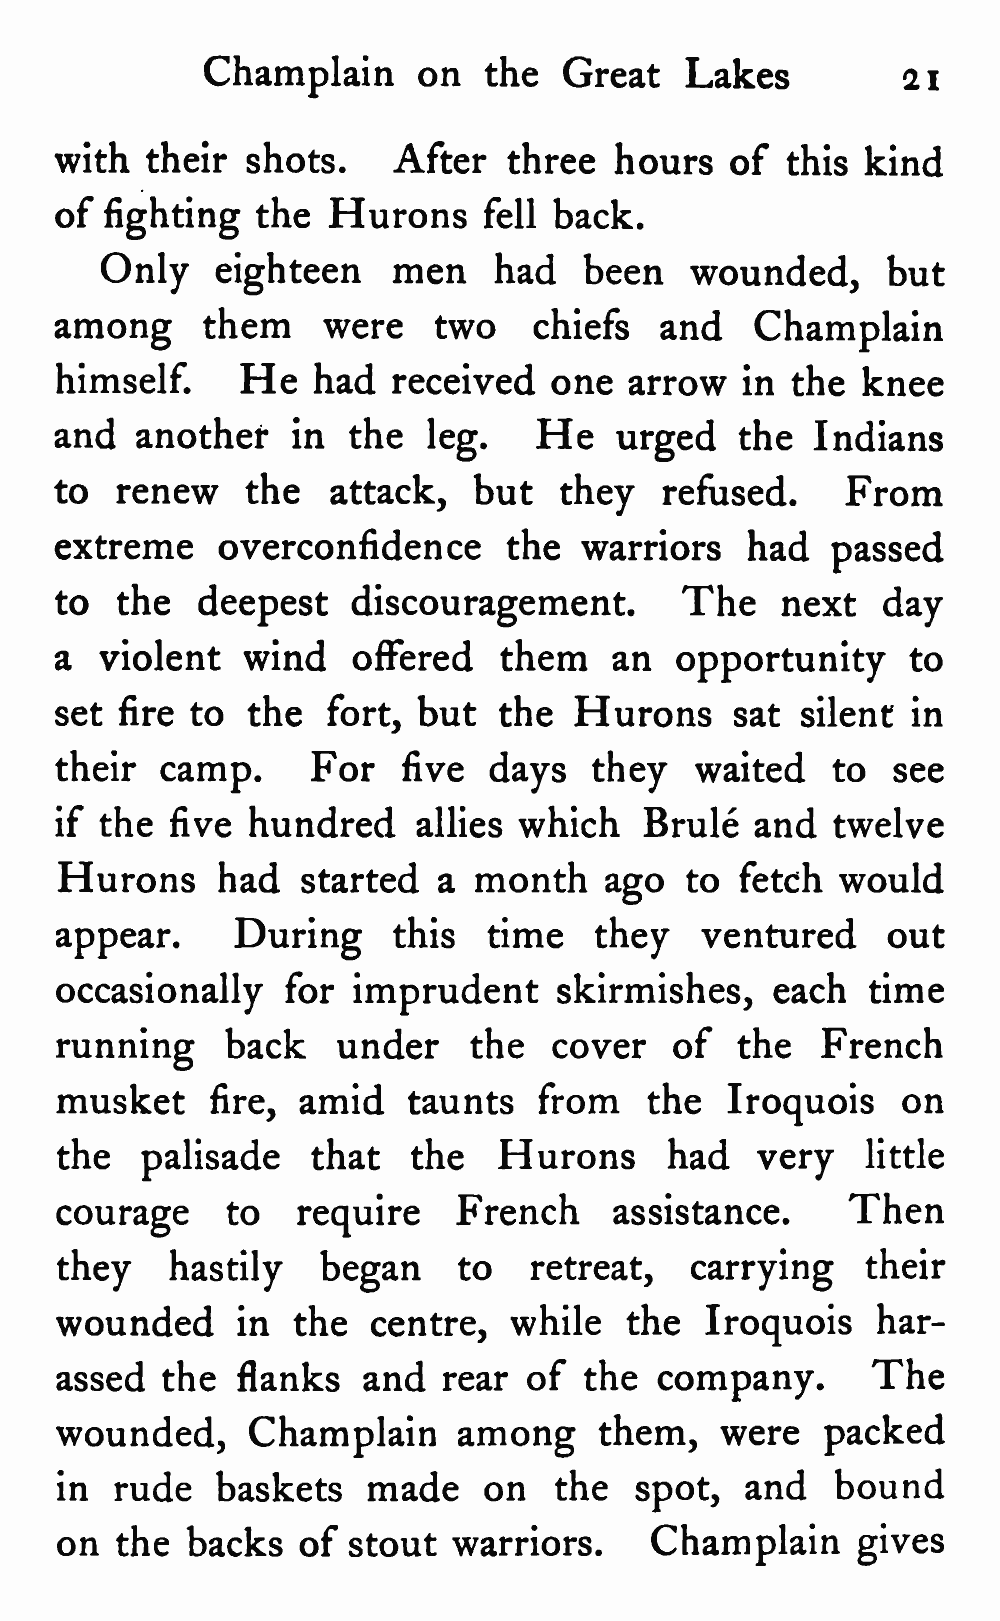 Champlain on the Great Lakes 21
with their shots. After three hours of this kind
of fighting the Hurons fell back.
Only eighteen men had been wounded, but
among them were two chiefs and Champlain
himself. He had received one arrow in the knee
and another in the leg. He urged the Indians
to renew the attack, but they refused. From
extreme overconfidence the warriors had passed
to the deepest discouragement. The next day
a violent wind offered them an opportunity to
set fire to the fort, but the Hurons sat silent in
their camp. For five days they waited to see
if the five hundred allies which Brulé and twelve
Hurons had started a month ago to fetch would
appear. During this time they ventured out
occasionally for imprudent skirmishes, each time
running back under the cover of the French
musket fire, amid taunts from the Iroquois on
the palisade that the Hurons had very little
courage to require French assistance. Then
they hastily began to retreat, carrying their
wounded in the centre, while the Iroquois har-
assed the flanks and rear of the company. The
wounded, Champlain among them, were packed
in rude baskets made on the spot, and bound
on the backs of stout warriors. Champlain gives